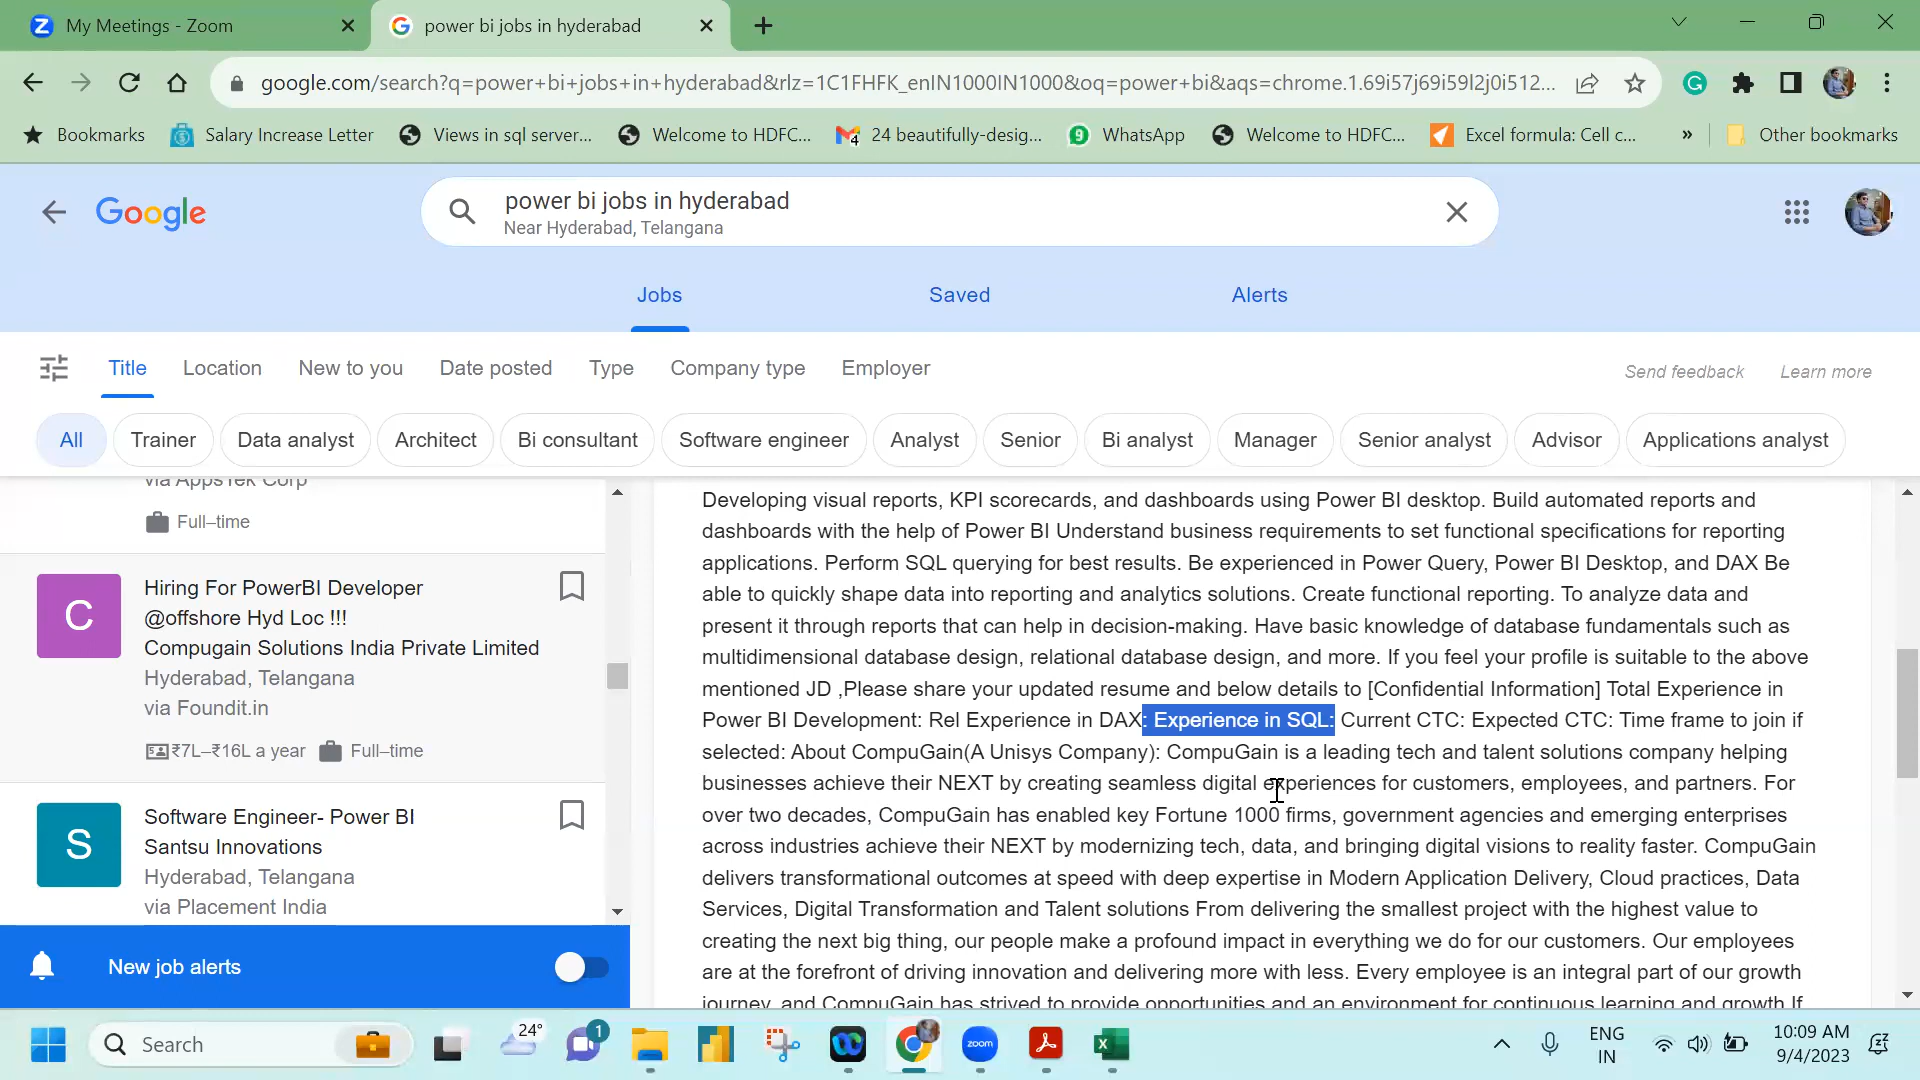 My Meetings - Zoom
power bi jobs in hyderabad
google.com/search?q=power+bi+jobs+in+hyderabad&rlz=1C1FHFK_enIN1000IN1000&oq=power+bi&aqs=chrome.1.69i57j69i59l2j0i512...
Bookmarks
Salary Increase Letter
Views in sql server...
Welcome to HDFC...
24 beautifully-desig...
WhatsApp
Welcome to HDFC...
Excel formula: Cell c...
»
Other bookmarks
Google
power bi jobs in hyderabad
Near Hyderabad, Telangana
Jobs
Saved
Alerts
Title
Location
New to you
Date posted
Type
Company type
Employer
Send feedback
Learn more
All
Trainer
Data analyst
Architect
Bi consultant
Software engineer
Analyst
Senior
Bi analyst
Manager
Senior analyst
Advisor
Applications analyst
via AppsTek Corp
Full–time
C
Hiring For PowerBI Developer
@offshore Hyd Loc !!!
Compugain Solutions India Private Limited
Hyderabad, Telangana
via Foundit.in
₹7L–₹16L a year
Full–time
S
Software Engineer- Power BI
Santsu Innovations
Hyderabad, Telangana
via Placement India
New job alerts
Developing visual reports, KPI scorecards, and dashboards using Power BI desktop. Build automated reports and
dashboards with the help of Power BI Understand business requirements to set functional specifications for reporting
applications. Perform SQL querying for best results. Be experienced in Power Query, Power BI Desktop, and DAX Be
able to quickly shape data into reporting and analytics solutions. Create functional reporting. To analyze data and
present it through reports that can help in decision-making. Have basic knowledge of database fundamentals such as
multidimensional database design, relational database design, and more. If you feel your profile is suitable to the above
mentioned JD ,Please share your updated resume and below details to [Confidential Information] Total Experience in
Power BI Development: Rel Experience in DAX: Experience in SQL: Current CTC: Expected CTC: Time frame to join if
selected: About CompuGain(A Unisys Company): CompuGain is a leading tech and talent solutions company helping
businesses achieve their NEXT by creating seamless digital experiences for customers, employees, and partners. For
over two decades, CompuGain has enabled key Fortune 1000 firms, government agencies and emerging enterprises
across industries achieve their NEXT by modernizing tech, data, and bringing digital visions to reality faster. CompuGain
delivers transformational outcomes at speed with deep expertise in Modern Application Delivery, Cloud practices, Data
Services, Digital Transformation and Talent solutions From delivering the smallest project with the highest value to
creating the next big thing, our people make a profound impact in everything we do for our customers. Our employees
are at the forefront of driving innovation and delivering more with less. Every employee is an integral part of our growth
journey, and CompuGain has strived to provide opportunities and an environment for continuous learning and growth If
Search
24°
1
zoom
ENG
IN
10:09 AM
9/4/2023